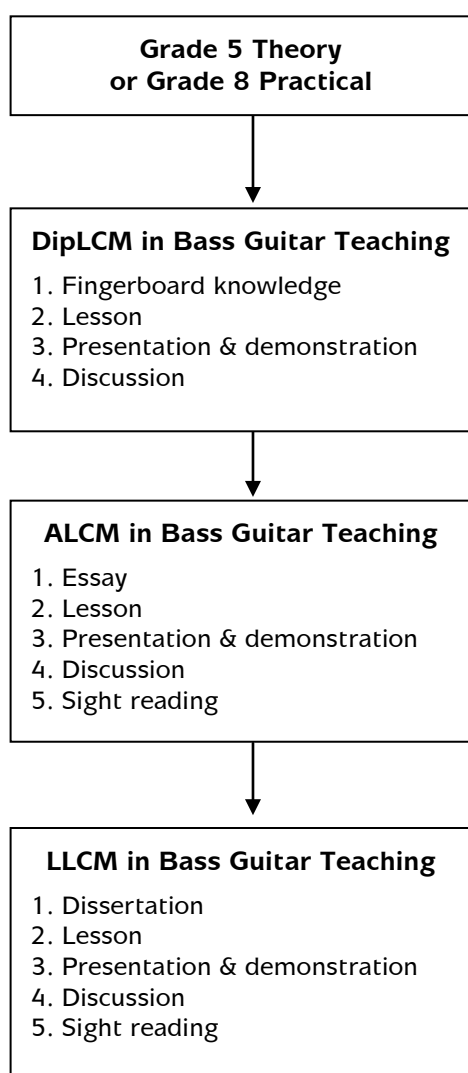 Grade 5 Theory
or Grade 8 Practical
DipLCM in Bass Guitar Teaching
1. Fingerboard knowledge
2. Lesson
3. Presentation & demonstration
4. Discussion
ALCM in Bass Guitar Teaching
1. Essay
2. Lesson
3. Presentation & demonstration
4. Discussion
5. Sight reading
LLCM in Bass Guitar Teaching
1. Dissertation
2. Lesson
3. Presentation & demonstration
4. Discussion
5. Sight reading